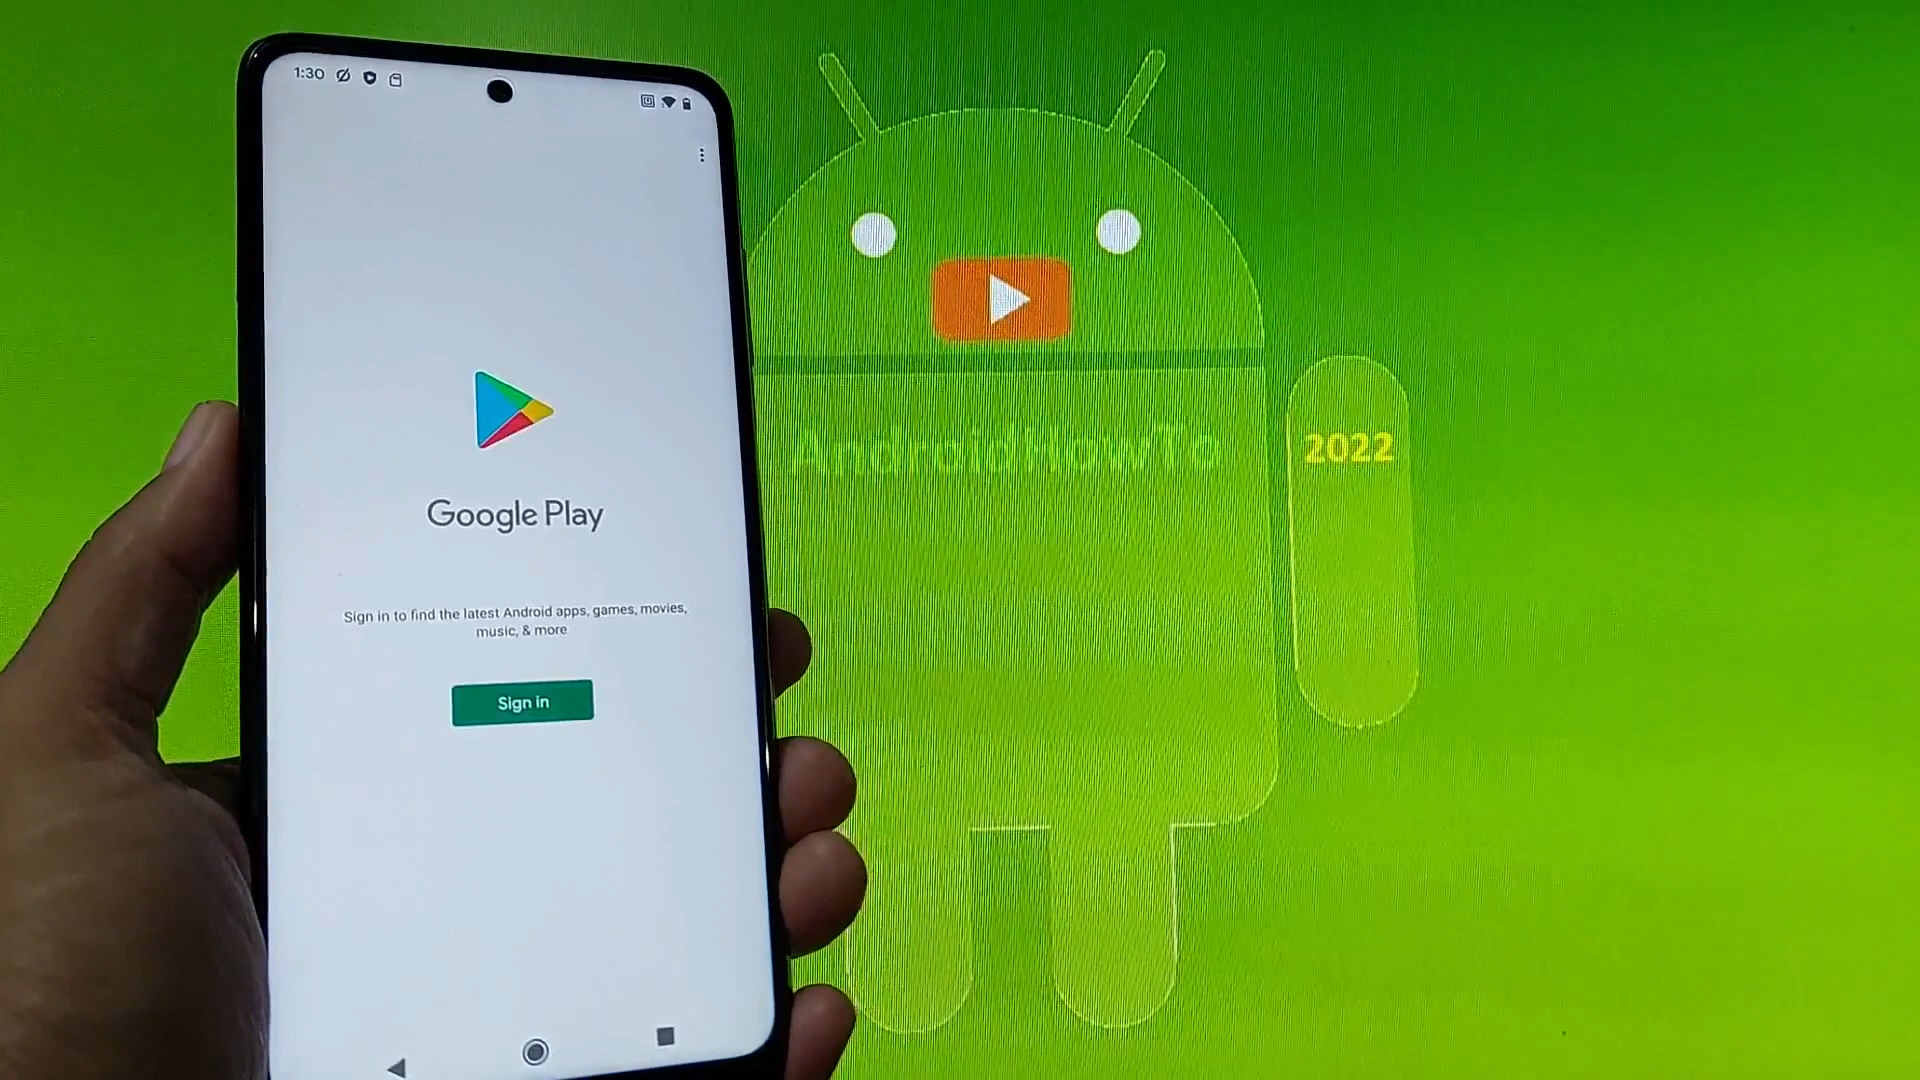 1:30
Google Play
Sign in to find the latest Android apps, games, movies,
music, & more
Sign in
AndroidHowTo
2022